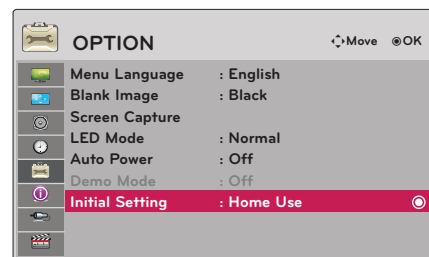 OPTION Move OK
Menu Language : English
Blank Image : Black
Screen Capture
LED Mode : Normal
Auto Power : Off
Demo Mode : Off
Initial Setting : Home Use